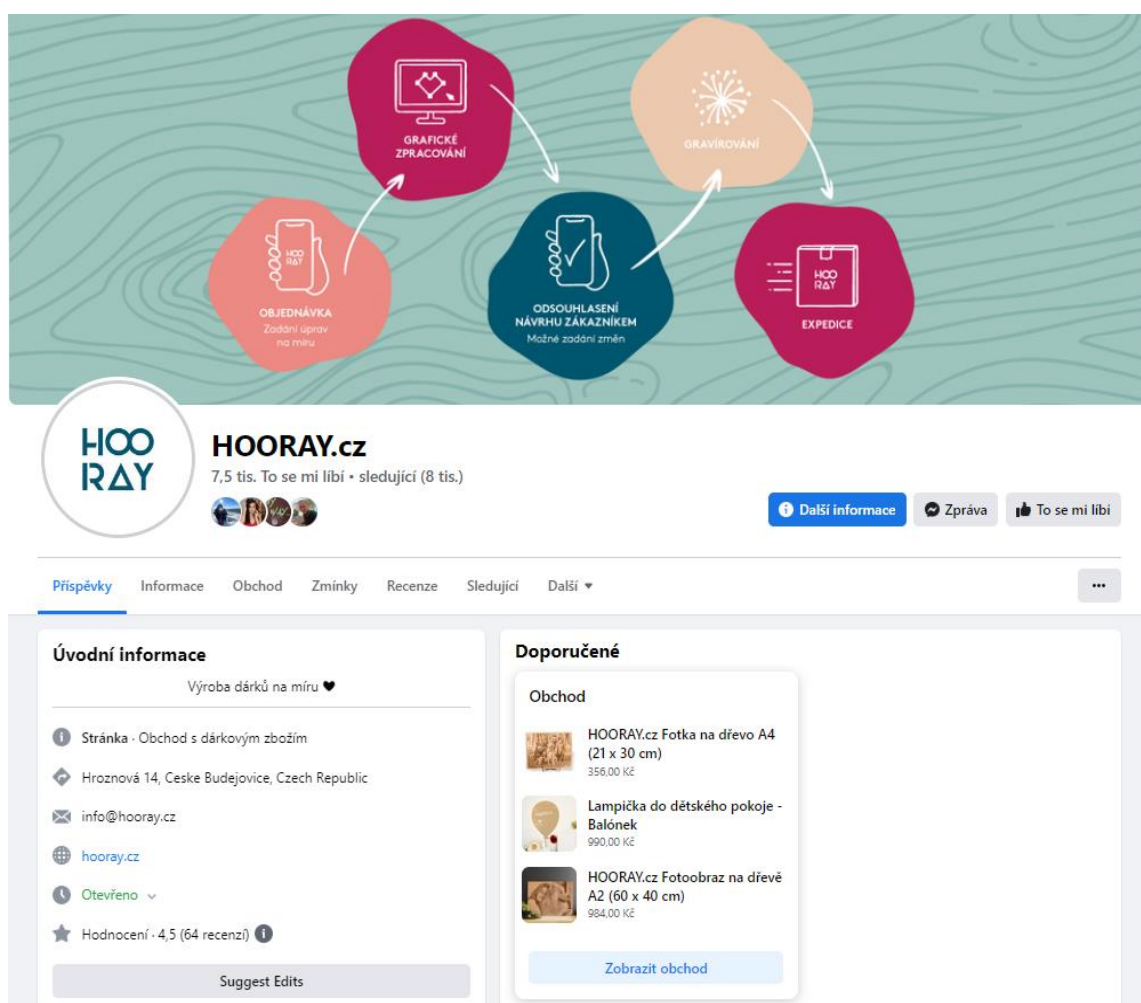 GRAFICKÉ
ZPRACOVÁNÍ
GRAVÍROVÁNÍ
HOO
RAY
OBJEDNÁVKA
Zadání úprav
na míru
ODSOUHLASENÍ
NÁVRHU ZÁKAZNÍKEM
Možné zadání změn
HOO
RAY
EXPEDICE
HOO
RAY
HOORAY.cz
7,5 tis. To se mi líbí • sledující (8 tis.)
Další informace
Zpráva
To se mi líbí
Příspěvky Informace Obchod Zmínky Recenze Sledující Další
Úvodní informace
Výroba dárků na míru 🖤
Stránka · Obchod s dárkovým zbožím
Hroznová 14, Ceske Budejovice, Czech Republic
info@hooray.cz
hooray.cz
Otevřeno
Hodnocení · 4,5 (64 recenzí)
Suggest Edits
Doporučené
Obchod
HOORAY.cz Fotka na dřevo A4
(21 x 30 cm)
356,00 Kč
Lampička do dětského pokoje -
Balónek
990,00 Kč
HOORAY.cz Fotoobraz na dřevě
A2 (60 x 40 cm)
984,00 Kč
Zobrazit obchod